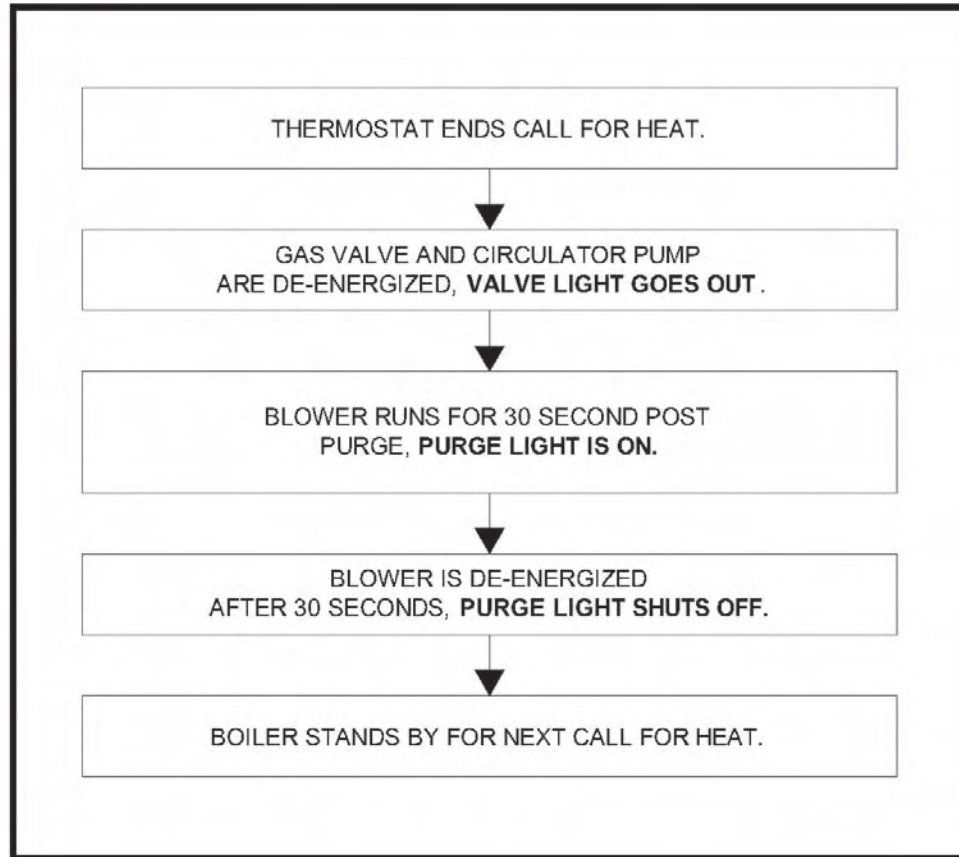 THERMOSTAT ENDS CALL FOR HEAT.
GAS VALVE AND CIRCULATOR PUMP
ARE DE-ENERGIZED, VALVE LIGHT GOES OUT .
BLOWER RUNS FOR 30 SECOND POST
PURGE, PURGE LIGHT IS ON.
BLOWER IS DE-ENERGIZED
AFTER 30 SECONDS, PURGE LIGHT SHUTS OFF.
BOILER STANDS BY FOR NEXT CALL FOR HEAT.